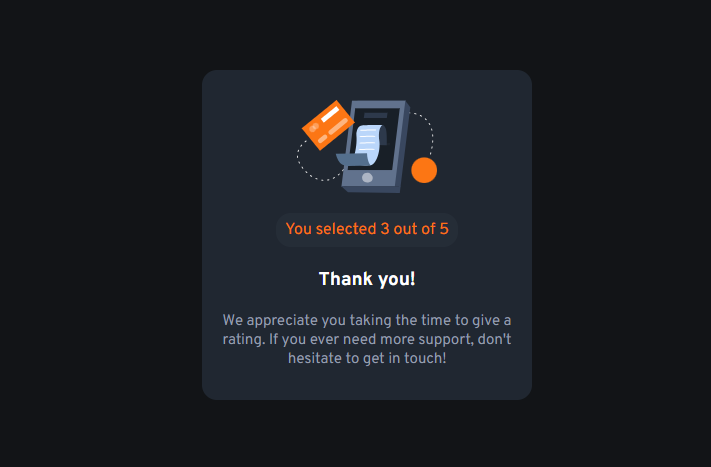 You selected 3 out of 5
Thank you!
We appreciate you taking the time to give a
rating. If you ever need more support, don't
hesitate to get in touch!